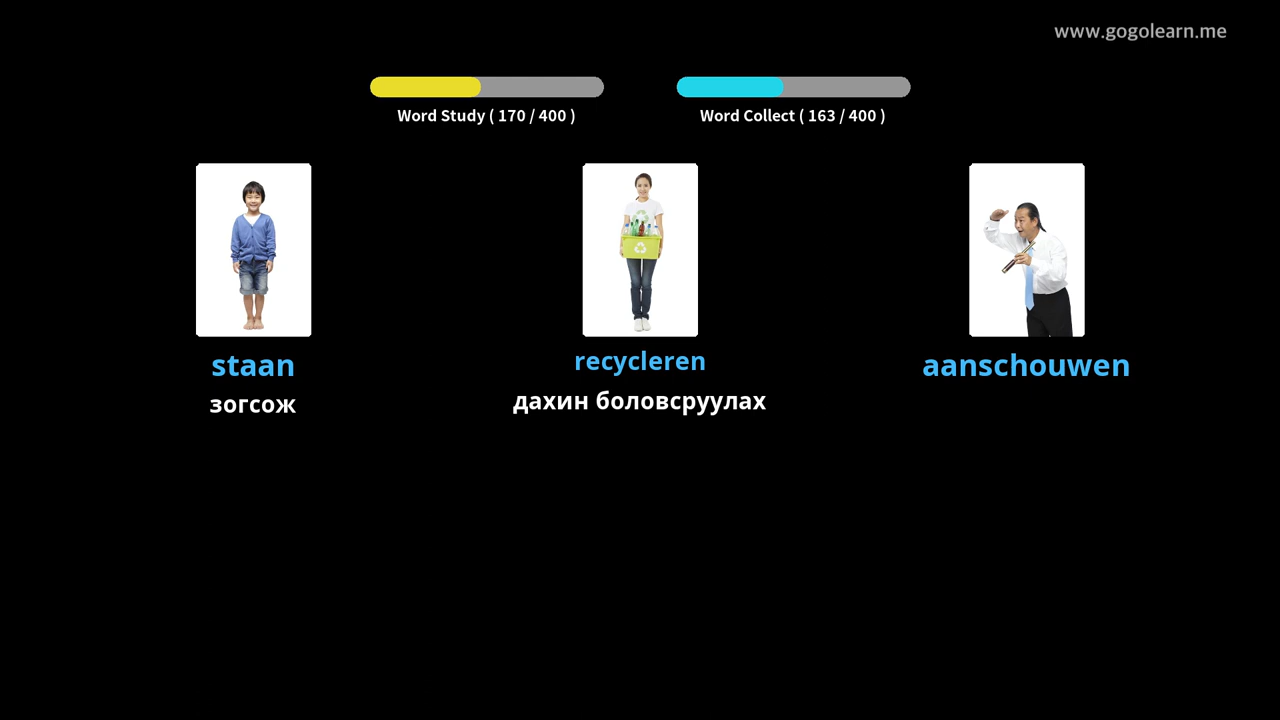 www.gogolearn.me
Word Study ( 170 / 400 )
Word Collect ( 163 / 400 )
staan
recycleren
aanschouwen
зогсож
дахин боловсруулах